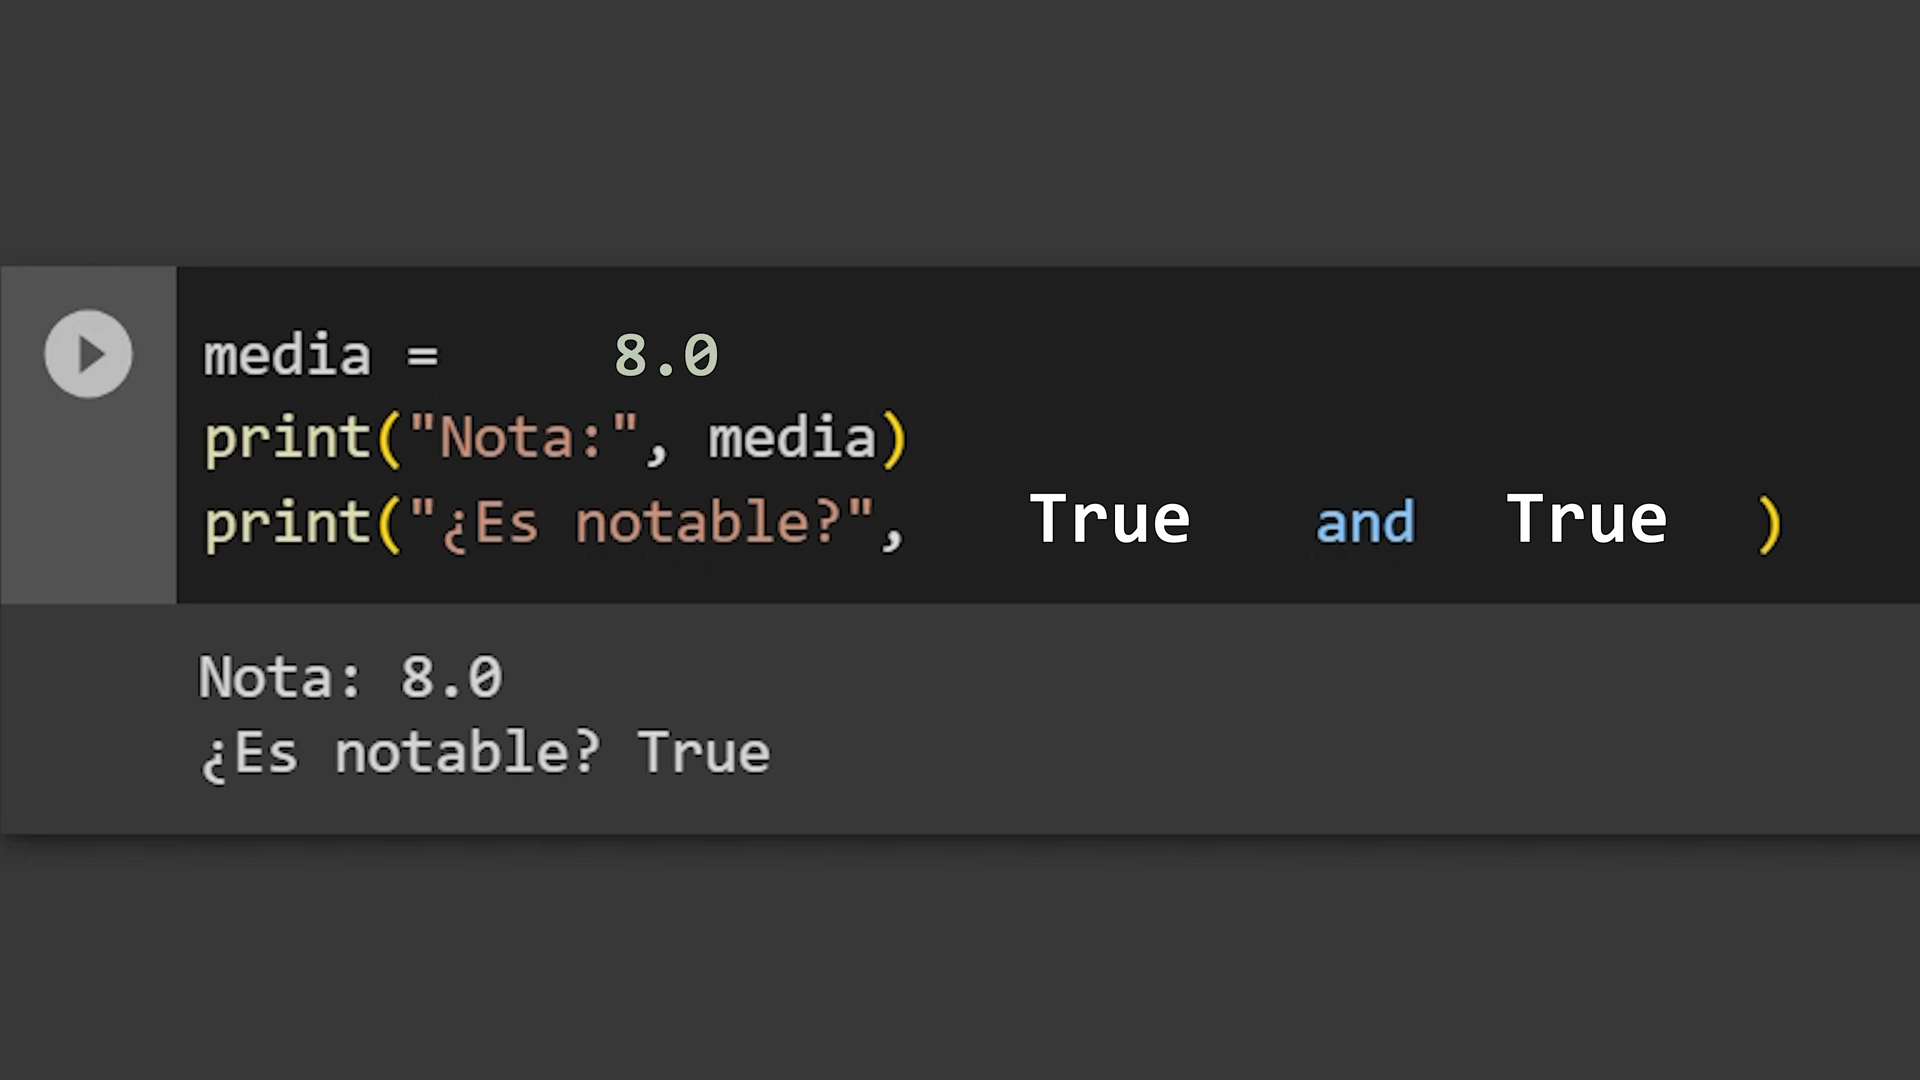 media = 8.0
print("Nota:", media)
print("¿Es notable?", True and True )
Nota: 8.0
¿Es notable? True